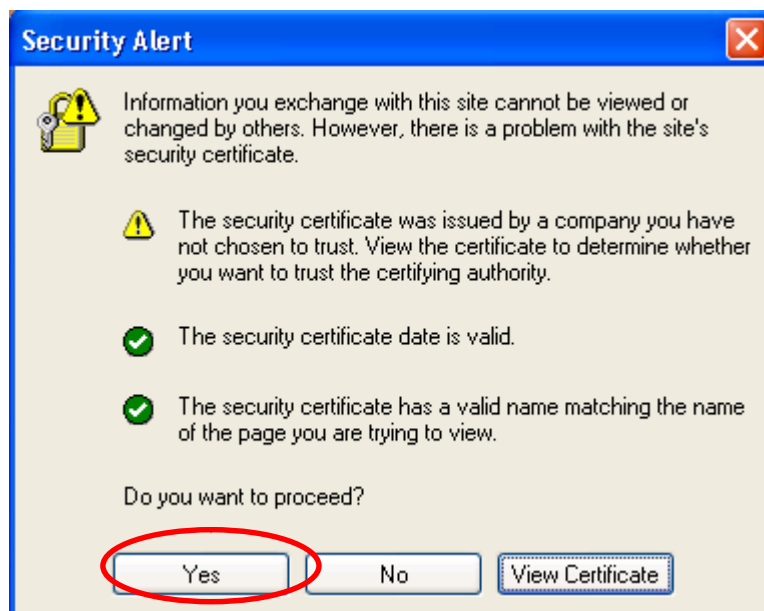 Security Alert
Information you exchange with this site cannot be viewed or
changed by others. However, there is a problem with the site's
security certificate.
The security certificate was issued by a company you have
not chosen to trust. View the certificate to determine whether
you want to trust the certifying authority.
The security certificate date is valid.
The security certificate has a valid name matching the name
of the page you are trying to view.
Do you want to proceed?
Yes No View Certificate